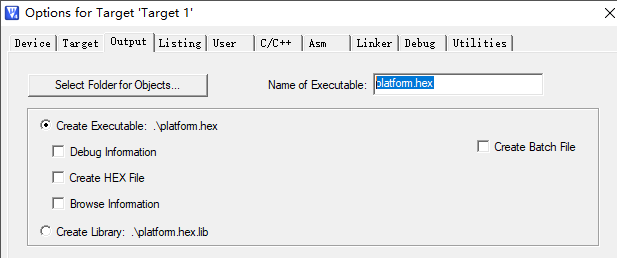 Options for Target 'Target 1'
Device Target Output Listing User C/C++ Asm Linker Debug Utilities
Select Folder for Objects... Name of Executable: platform.hex
Create Executable: .\platform.hex
Debug Information Create Batch File
Create HEX File
Browse Information
Create Library: .\platform.hex.lib